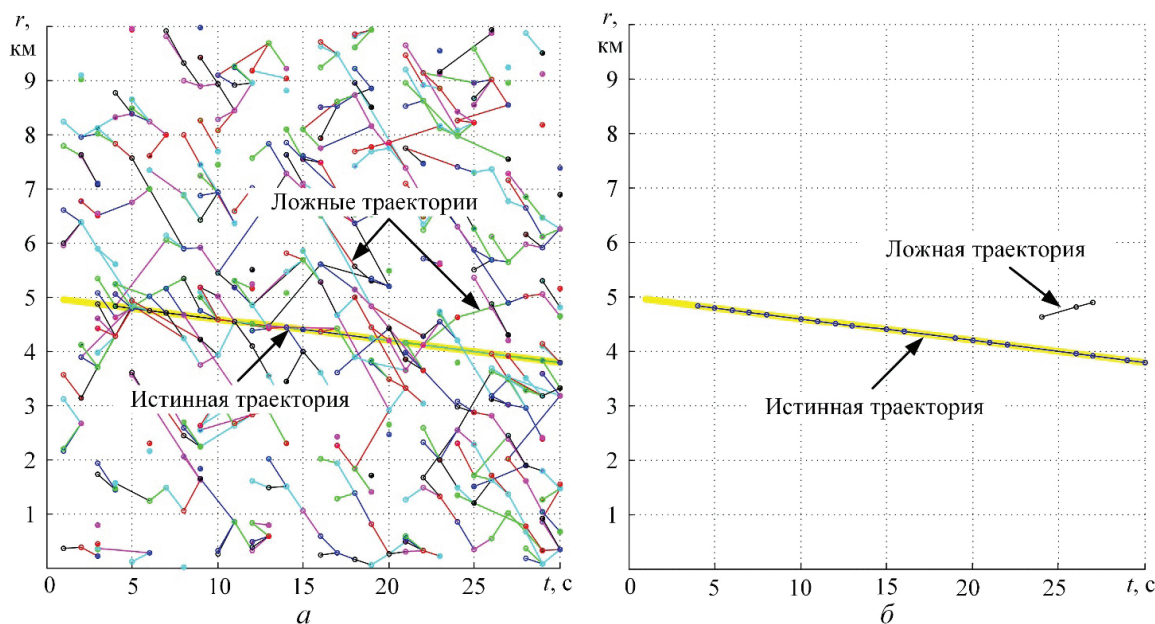 r,
км
9
8
7
6
5
4
3
2
1
0
5
10
15
20
25
t, с
Ложные траектории
Истинная траектория
а
r,
км
9
8
7
6
5
4
3
2
1
0
5
10
15
20
25
t, с
Ложная траектория
Истинная траектория
б